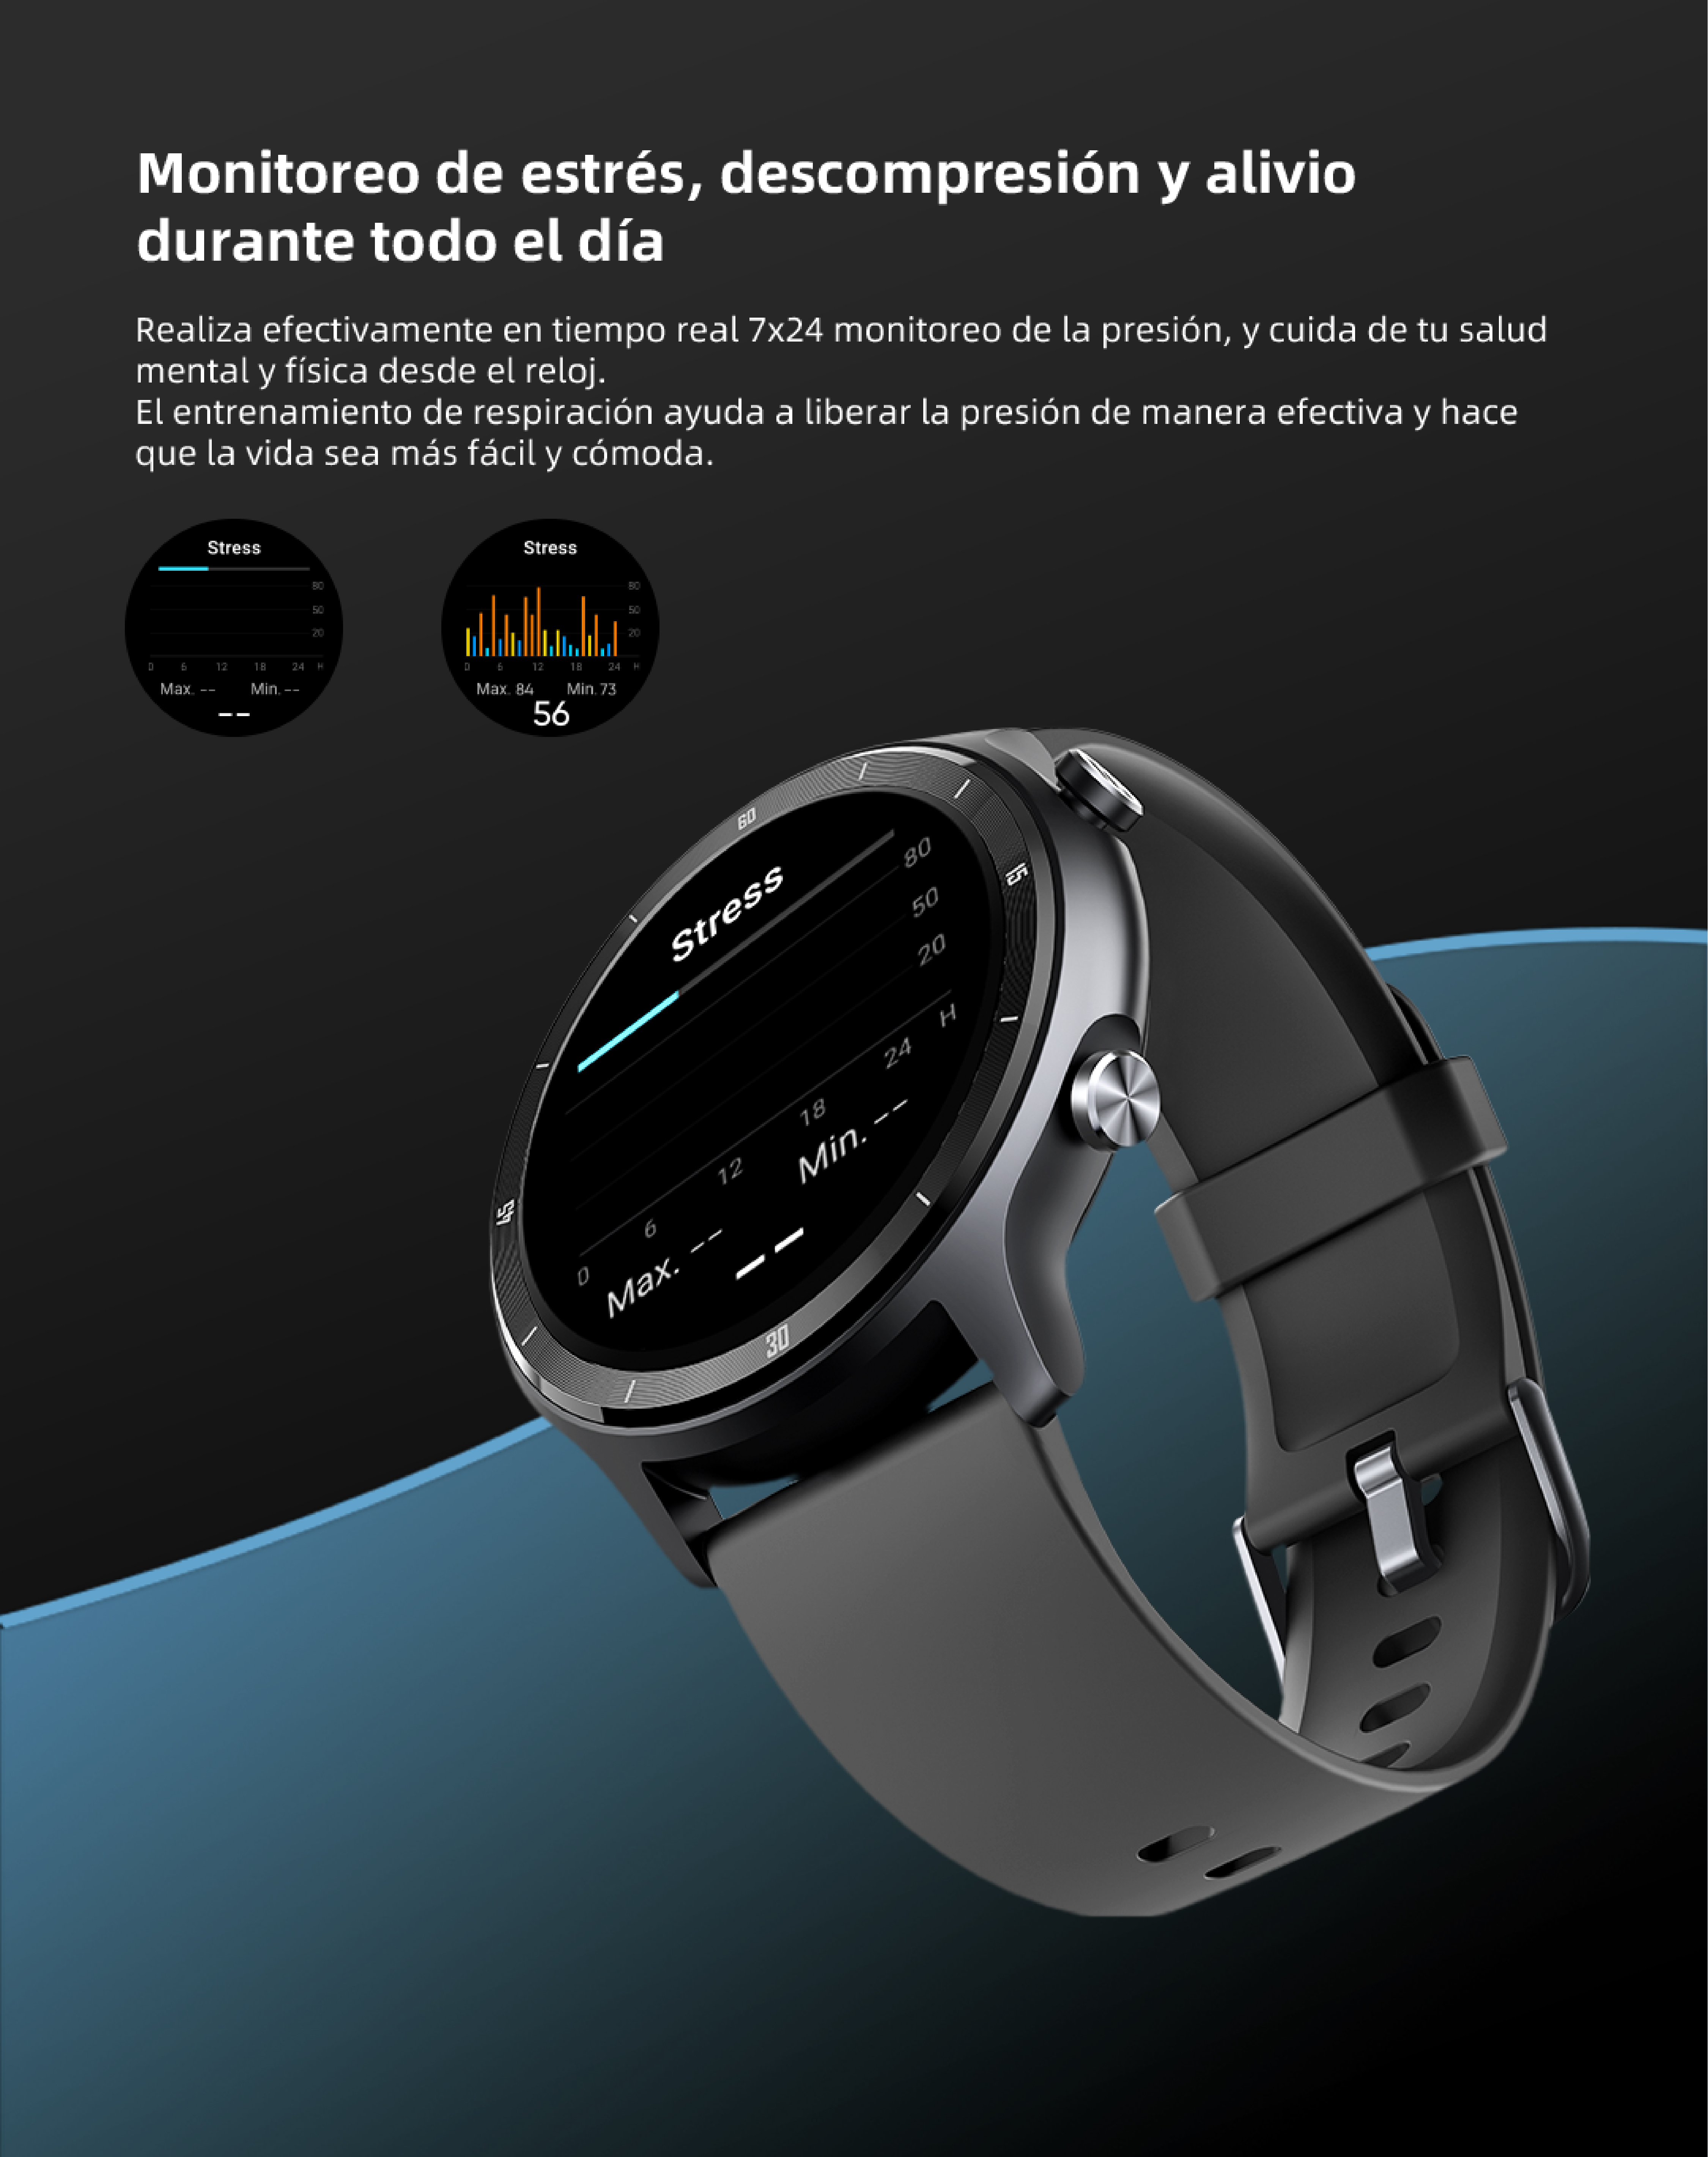 Monitoreo de estrés, descompresión y alivio
durante todo el día
Realiza efectivamente en tiempo real 7x24 monitoreo de la presión, y cuida de tu salud
mental y física desde el reloj.
El entrenamiento de respiración ayuda a liberar la presión de manera efectiva y hace
que la vida sea más fácil y cómoda.
Stress
80
50
20
0 6 12 18 24 H
Max. -- Min. --
--
Stress
80
50
20
0 6 12 18 24 H
Max. 84 Min. 73
56
60
15
30
45
Stress
80
50
20
0 6 12 18 24 H
Max. -- Min. --
--